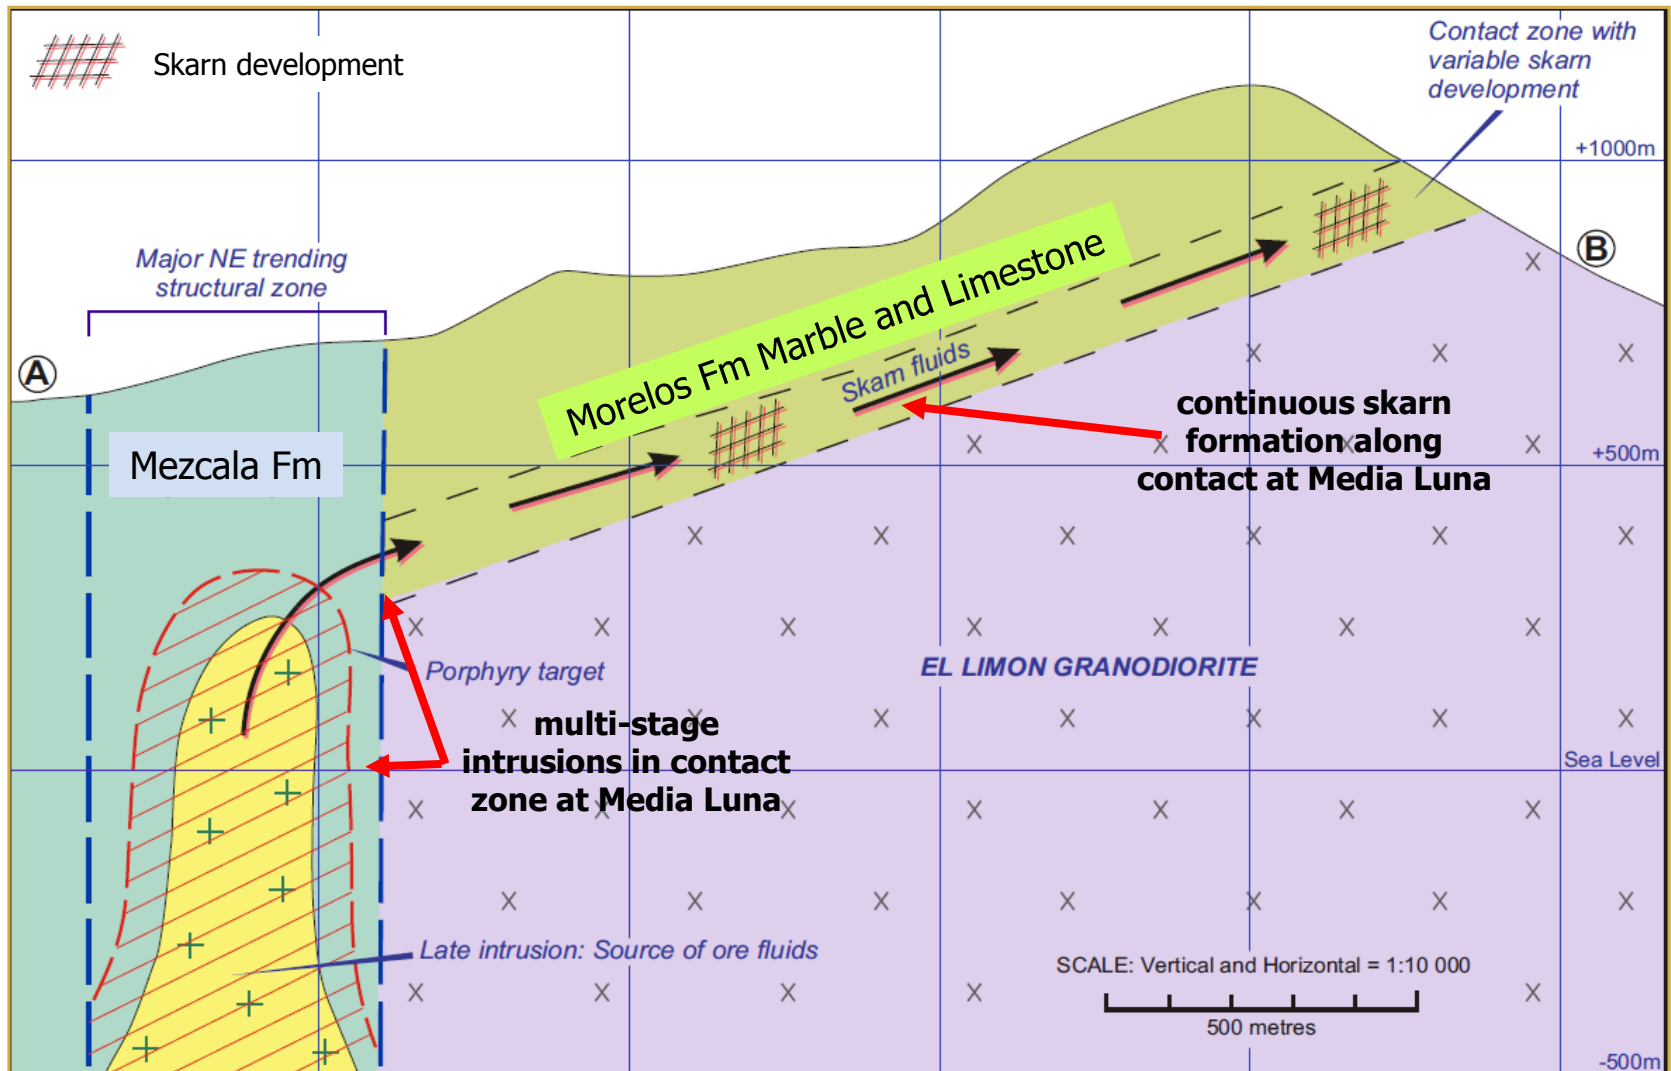 Skarn development
Contact zone with
variable skarn
development
+1000m
Major NE trending
structural zone
B
A
Morelos Fm Marble and Limestone
Skarn fluids
continuous skarn
formation along
contact at Media Luna
+500m
Mezcala Fm
Porphyry target
EL LIMON GRANODIORITE
multi-stage
intrusions in contact
zone at Media Luna
Sea Level
Late intrusion: Source of ore fluids
SCALE: Vertical and Horizontal = 1:10 000
500 metres
-500m